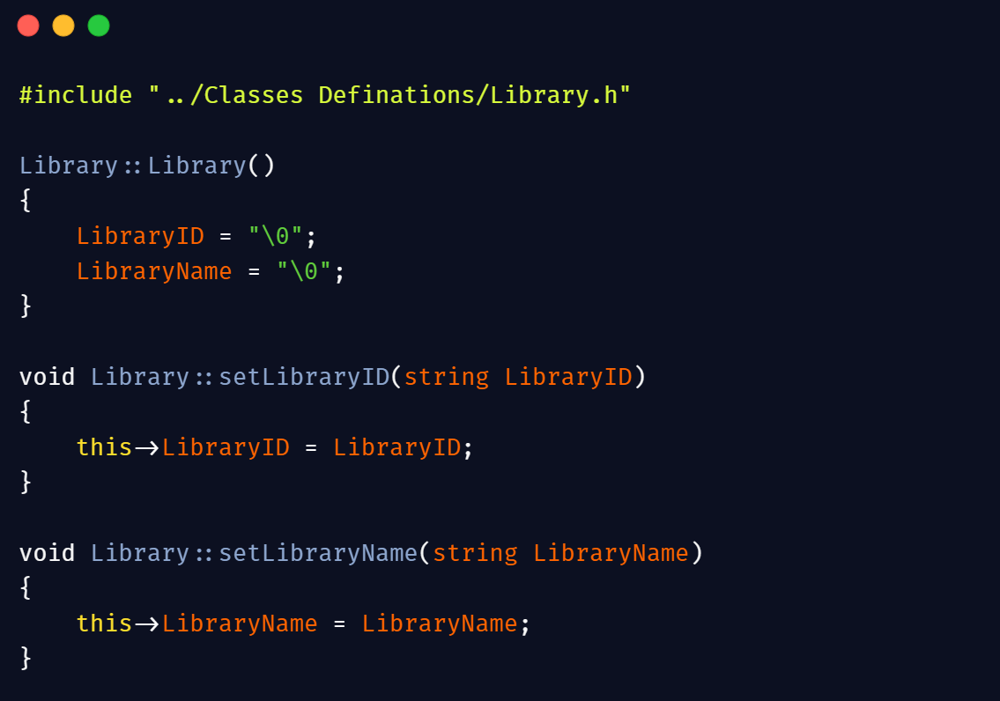 #include "../Classes Definations/Library.h"
Library::Library()
{
    LibraryID = "\0";
    LibraryName = "\0";
}
void Library::setLibraryID(string LibraryID)
{
    this->LibraryID = LibraryID;
}
void Library::setLibraryName(string LibraryName)
{
    this->LibraryName = LibraryName;
}